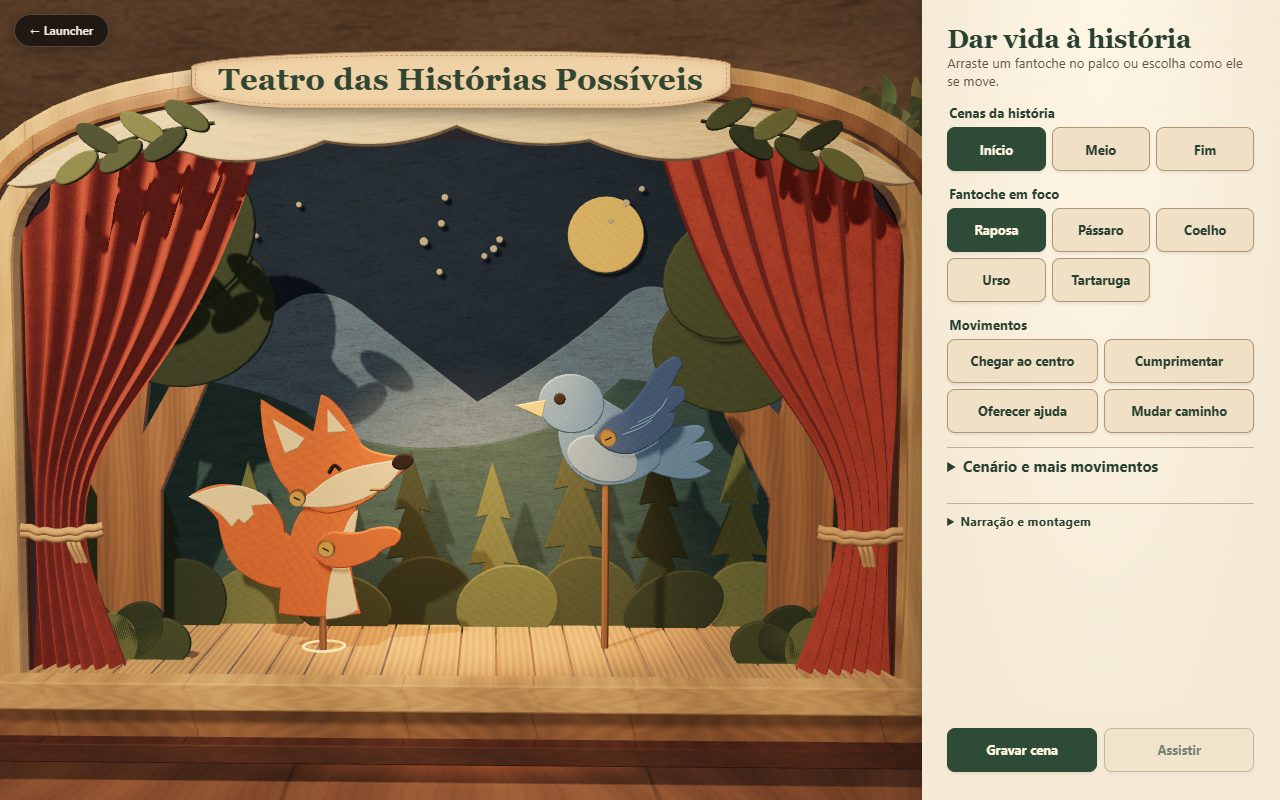 ← Launcher
Teatro das Histórias Possíveis
Dar vida à história
Arraste um fantoche no palco ou escolha como ele
se move.
Cenas da história
Início Meio Fim
Fantoche em foco
Raposa Pássaro Coelho
Urso Tartaruga
Movimentos
Chegar ao centro Cumprimentar
Oferecer ajuda Mudar caminho
Cenário e mais movimentos
Narração e montagem
Gravar cena Assistir